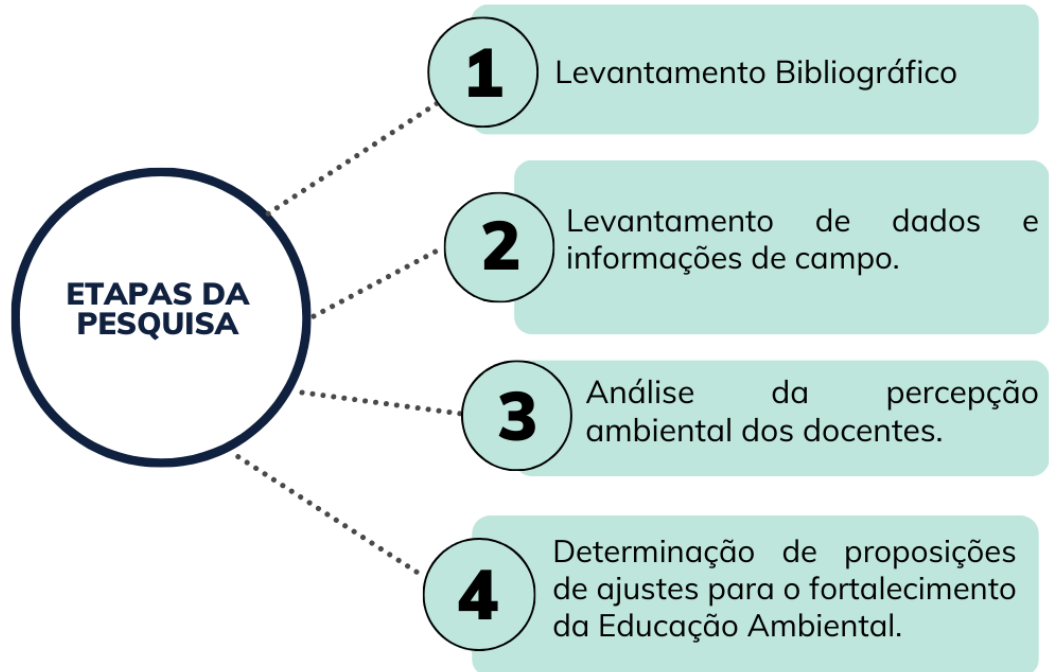 ETAPAS DA
PESQUISA
1
Levantamento Bibliográfico
2
Levantamento de dados e
informações de campo.
3
Análise da percepção
ambiental dos docentes.
4
Determinação de proposições
de ajustes para o fortalecimento
da Educação Ambiental.